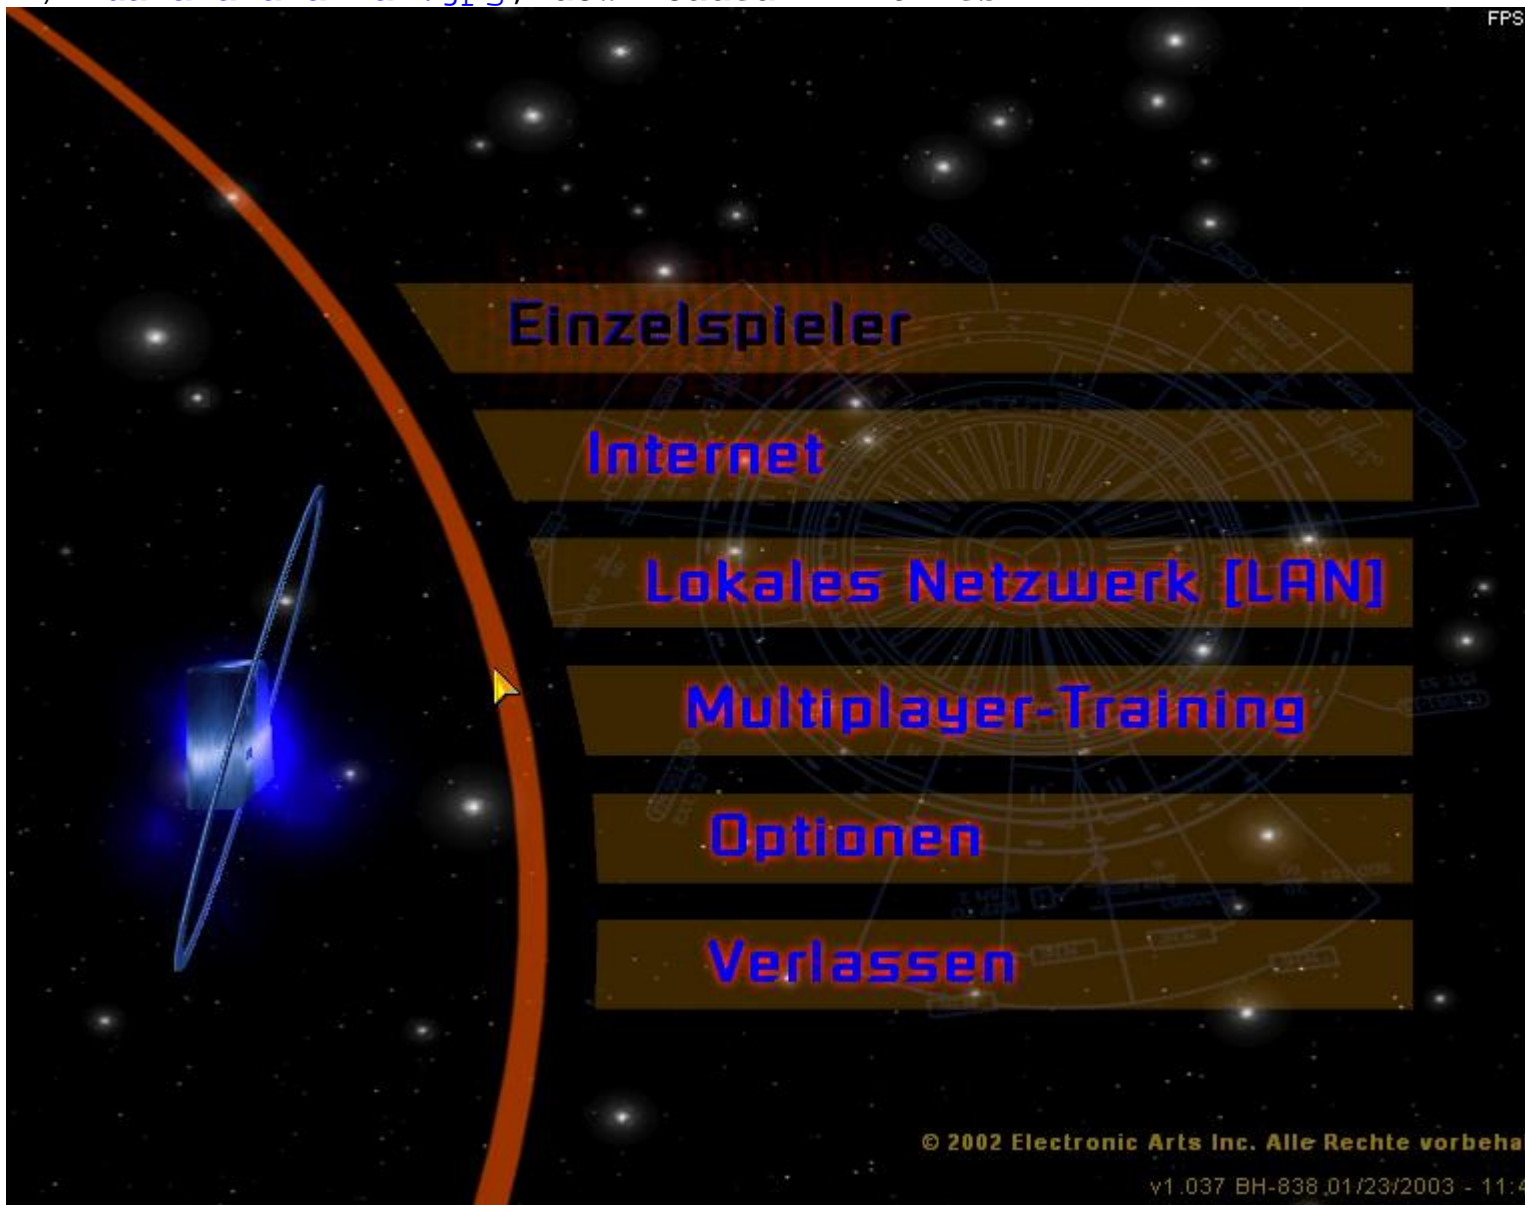 FPS
Einzelspieler
Internet
Lokales Netzwerk [LAN]
Multiplayer-Training
Optionen
Verlassen
© 2002 Electronic Arts Inc. Alle Rechte vorbeha
v1.037 BH-838 01/23/2003 - 11:4